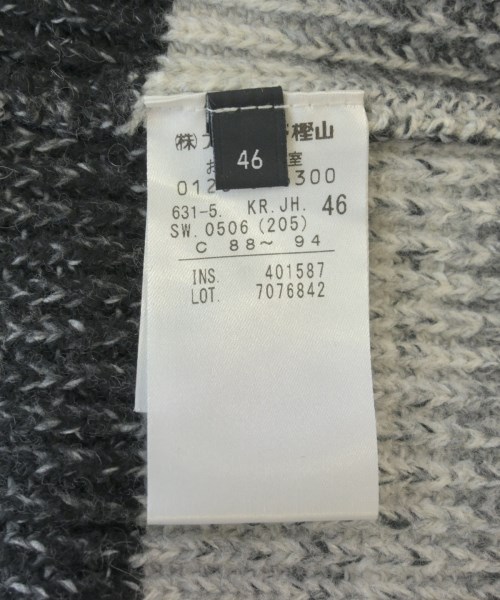 (株) 樫山
46
お 室
012 300
631-5. KR.JH. 46
SW. 0506 (205)
C 88～ 94
INS. 401587
LOT. 7076842